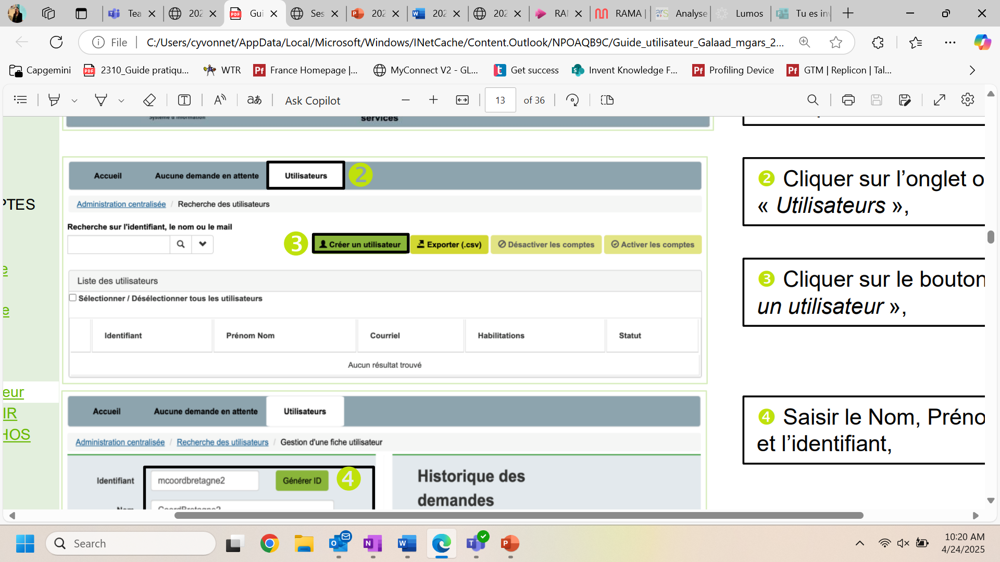 Tea
202
Gui
Ses
202
202
202
RAI
RAMA |
Analyse
Lumos
Tu es in
File
C:/Users/cyvonnet/AppData/Local/Microsoft/Windows/INetCache/Content.Outlook/NPOAQB9C/Guide_utilisateur_Galaad_mgars_2...
Capgemini
2310_Guide pratiqu...
WTR
France Homepage |...
MyConnect V2 - GL...
Get success
Invent Knowledge F...
Profiling Device
GTM | Replicon | Tal...
Ask Copilot
13
of 36
Système d'information
services
Accueil
Aucune demande en attente
Utilisateurs
2
Administration centralisée / Recherche des utilisateurs
Recherche sur l'identifiant, le nom ou le mail
3
Créer un utilisateur
Exporter (.csv)
Désactiver les comptes
Activer les comptes
Liste des utilisateurs
Sélectionner / Désélectionner tous les utilisateurs
Identifiant
Prénom Nom
Courriel
Habilitations
Statut
Aucun résultat trouvé
Accueil
Aucune demande en attente
Utilisateurs
Administration centralisée / Recherche des utilisateurs / Gestion d'une fiche utilisateur
Identifiant
mcoordbretagne2
Générer ID
4
Nom
CoordBretagne2
Historique des
demandes
PTES
e
e
eur
IR
HOS
2 Cliquer sur l’onglet o
« Utilisateurs »,
3 Cliquer sur le bouton
un utilisateur »,
4 Saisir le Nom, Préno
et l’identifiant,
Search
10:20 AM
4/24/2025